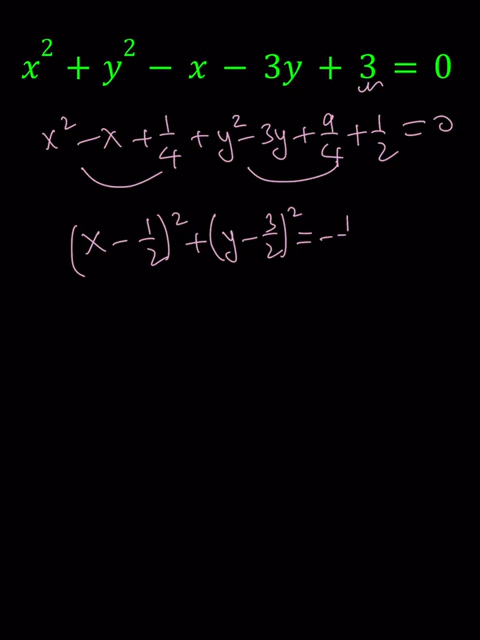 x² + y² − x − 3y + 3 = 0
x² − x + 1/4 + y² − 3y + 9/4 + 1/2 = 0
(x − 1/2)² + (y − 3/2)² = −1